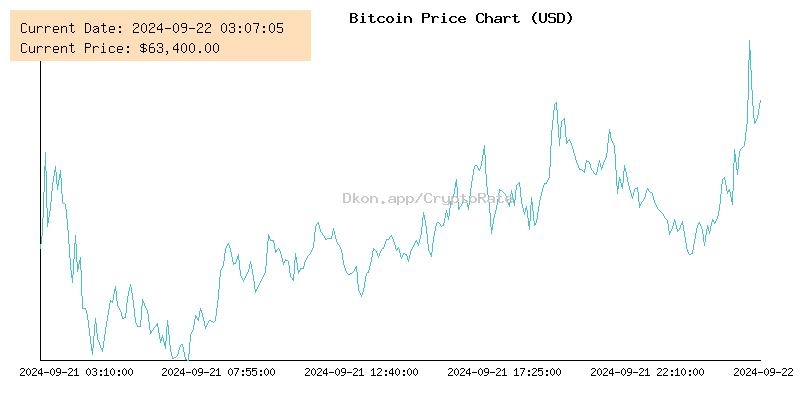 Bitcoin Price Chart (USD)
Current Date: 2024-09-22 03:07:05
Current Price: $63,400.00
Dkon.app/CryptoRate
2024-09-21 03:10:00 2024-09-21 07:55:00 2024-09-21 12:40:00 2024-09-21 17:25:00 2024-09-21 22:10:00 2024-09-22